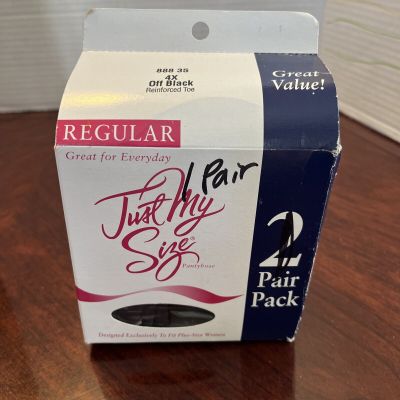 888 35
4X
Off Black
Reinforced Toe
Great
Value!
REGULAR
Great for Everyday
1 Pair
Just My
Size®
Pantyhose
2
Pair
Pack
Designed Exclusively To Fit Plus-Size Women